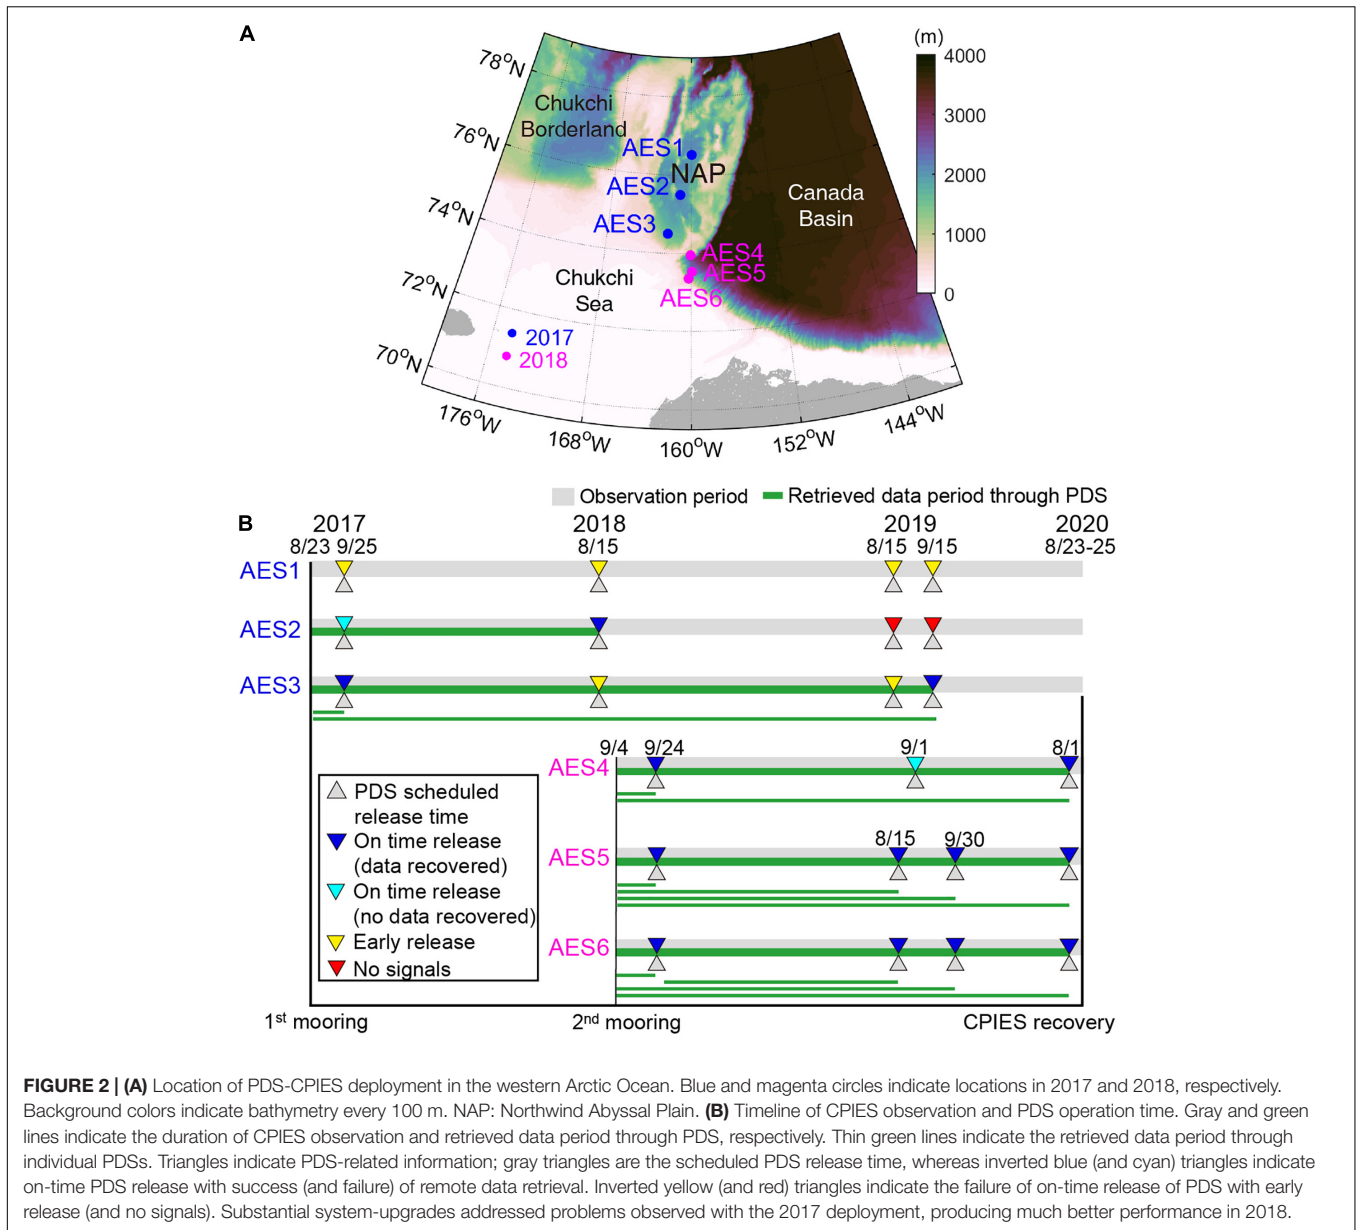 A
(m)
78°N
76°N
74°N
72°N
70°N
4000
3000
2000
1000
0
Chukchi
Borderland
AES1
NAP
AES2
AES3
Canada
Basin
AES4
AES5
AES6
Chukchi
Sea
2017
2018
176°W
168°W
160°W
152°W
144°W
Observation period
Retrieved data period through PDS
B
2017 2018 2019 2020
8/23 9/25 8/15 8/15 9/15 8/23-25
AES1
AES2
AES3
9/4 9/24 9/1 8/1
AES4
8/15 9/30
AES5
AES6
PDS scheduled
release time
On time release
(data recovered)
On time release
(no data recovered)
Early release
No signals
1st mooring 2nd mooring CPIES recovery
FIGURE 2 | (A) Location of PDS-CPIES deployment in the western Arctic Ocean. Blue and magenta circles indicate locations in 2017 and 2018, respectively.
Background colors indicate bathymetry every 100 m. NAP: Northwind Abyssal Plain. (B) Timeline of CPIES observation and PDS operation time. Gray and green
lines indicate the duration of CPIES observation and retrieved data period through PDS, respectively. Thin green lines indicate the retrieved data period through
individual PDSs. Triangles indicate PDS-related information; gray triangles are the scheduled PDS release time, whereas inverted blue (and cyan) triangles indicate
on-time PDS release with success (and failure) of remote data retrieval. Inverted yellow (and red) triangles indicate the failure of on-time release of PDS with early
release (and no signals). Substantial system-upgrades addressed problems observed with the 2017 deployment, producing much better performance in 2018.